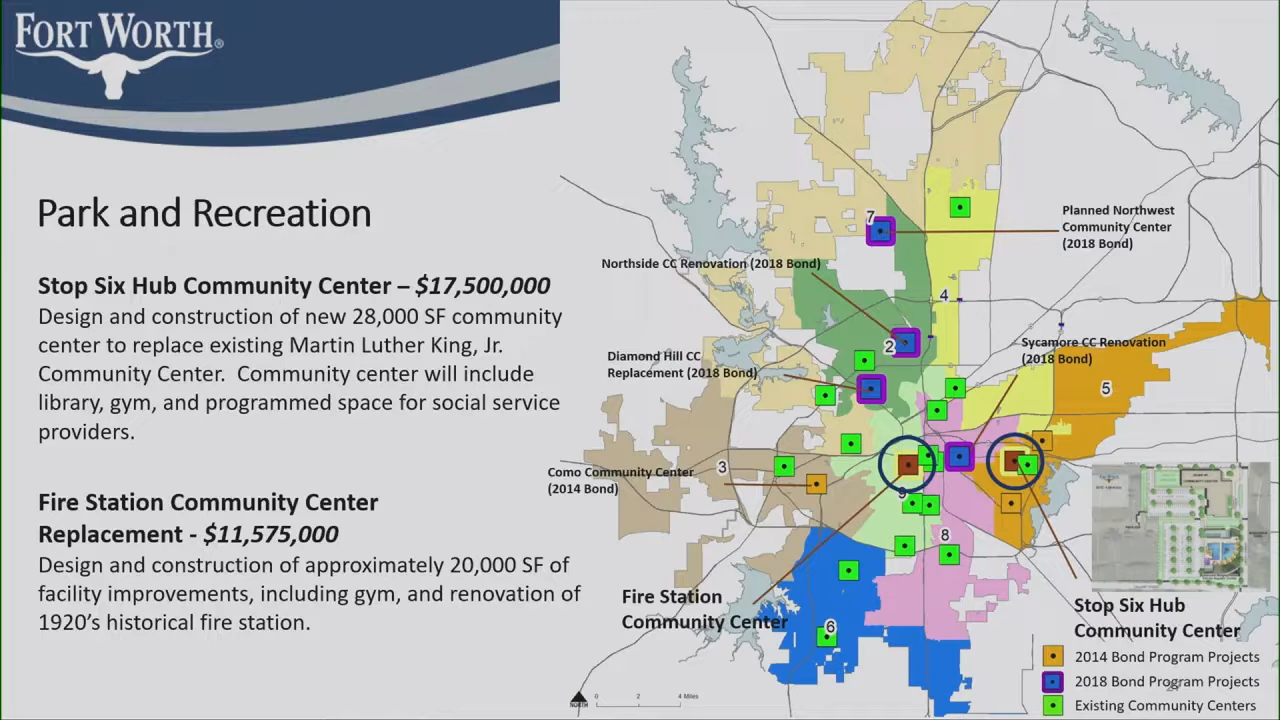 FORT WORTH®
Park and Recreation
Stop Six Hub Community Center – $17,500,000
Design and construction of new 28,000 SF community
center to replace existing Martin Luther King, Jr.
Community Center. Community center will include
library, gym, and programmed space for social service
providers.
Fire Station Community Center
Replacement - $11,575,000
Design and construction of approximately 20,000 SF of
facility improvements, including gym, and renovation of
1920’s historical fire station.
7
Planned Northwest
Community Center
(2018 Bond)
Northside CC Renovation (2018 Bond)
4
2
Sycamore CC Renovation
(2018 Bond)
Diamond Hill CC
Replacement (2018 Bond)
5
3
Como Community Center
(2014 Bond)
9
8
Fire Station
Community Center
6
Stop Six Hub
Community Center
2014 Bond Program Projects
2018 Bond Program Projects
Existing Community Centers
NORTH
0 2 4 Miles